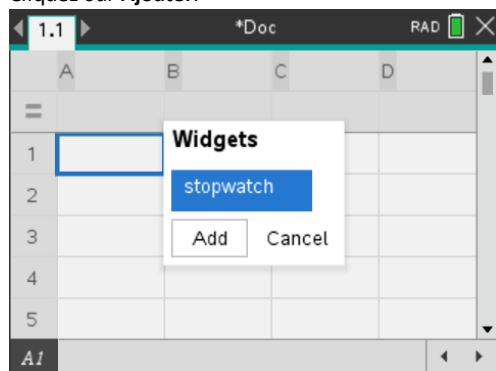 Cliquez sur Ajouter.
1.1 *Doc RAD
A B C D
=
Widgets
1
stopwatch
2
3 Add Cancel
4
5
A1